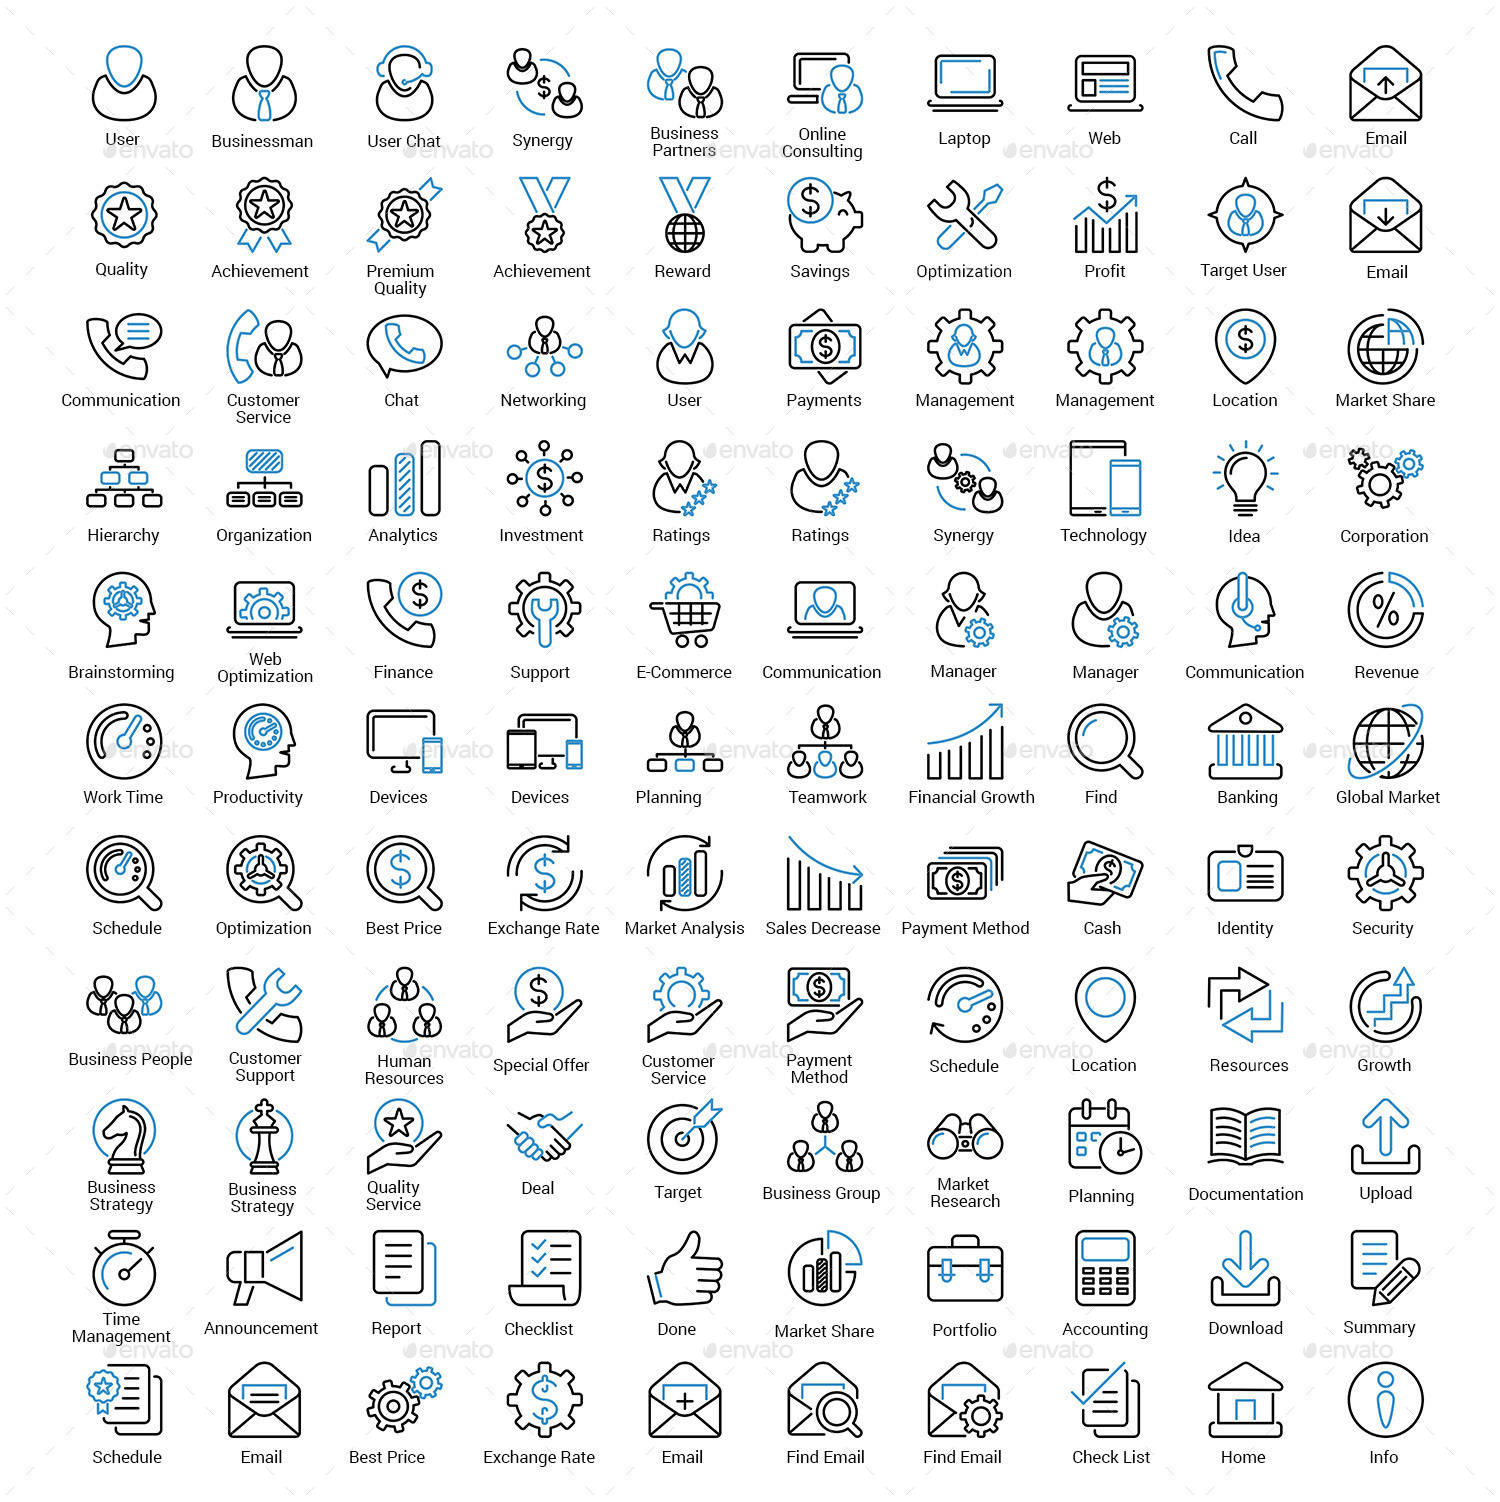 User
Businessman
User Chat
Synergy
Business
Partners
Online
Consulting
Laptop
Web
Call
Email
envato
envato
envato
envato
envato
Quality
Achievement
Premium
Quality
Achievement
Reward
Savings
Optimization
Profit
Target User
Email
Communication
Customer
Service
Chat
Networking
User
Payments
Management
Management
Location
Market Share
envato
envato
envato
envato
envato
Hierarchy
Organization
Analytics
Investment
Ratings
Ratings
Synergy
Technology
Idea
Corporation
Brainstorming
Web
Optimization
Finance
Support
E-Commerce
Communication
Manager
Manager
Communication
Revenue
envato
envato
envato
envato
envato
Work Time
Productivity
Devices
Devices
Planning
Teamwork
Financial Growth
Find
Banking
Global Market
Schedule
Optimization
Best Price
Exchange Rate
Market Analysis
Sales Decrease
Payment Method
Cash
Identity
Security
envato
envato
envato
envato
envato
Business People
Customer
Support
Human
Resources
Special Offer
Customer
Service
Payment
Method
Schedule
Location
Resources
Growth
Business
Strategy
Business
Strategy
Quality
Service
Deal
Target
Business Group
Market
Research
Planning
Documentation
Upload
Time
Management
Announcement
Report
Checklist
Done
Market Share
Portfolio
Accounting
Download
Summary
envato
envato
envato
envato
envato
Schedule
Email
Best Price
Exchange Rate
Email
Find Email
Find Email
Check List
Home
Info